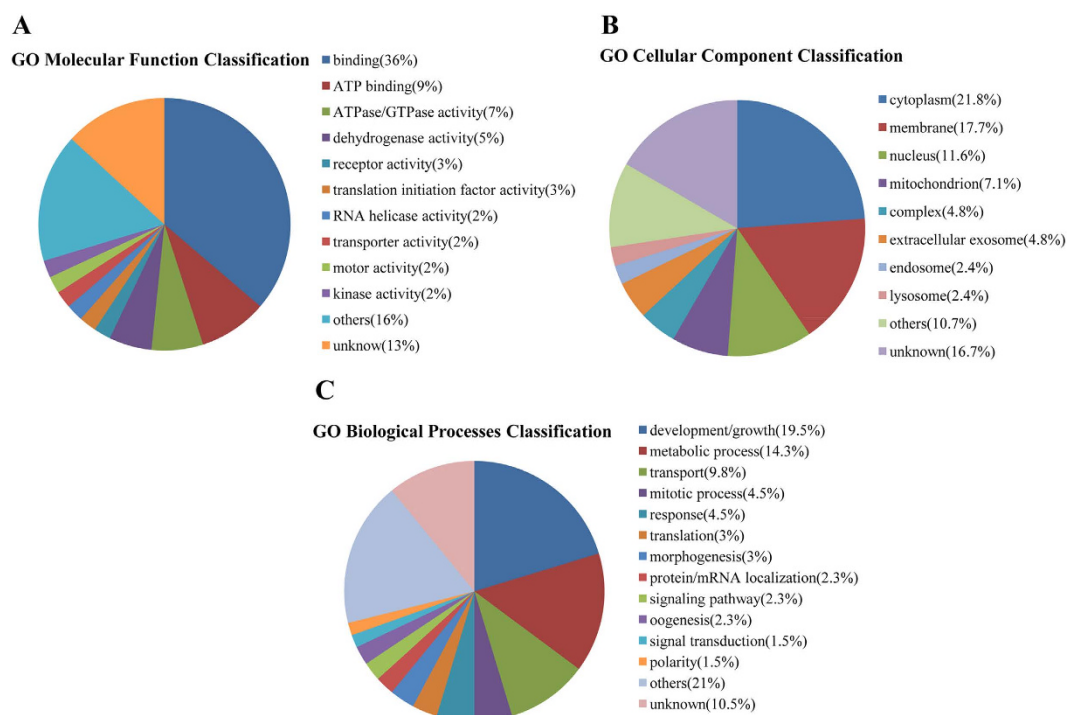 A
GO Molecular Function Classification
binding(36%)
ATP binding(9%)
ATPase/GTPase activity(7%)
dehydrogenase activity(5%)
receptor activity(3%)
translation initiation factor activity(3%)
RNA helicase activity(2%)
transporter activity(2%)
motor activity(2%)
kinase activity(2%)
others(16%)
unknow(13%)
B
GO Cellular Component Classification
cytoplasm(21.8%)
membrane(17.7%)
nucleus(11.6%)
mitochondrion(7.1%)
complex(4.8%)
extracellular exosome(4.8%)
endosome(2.4%)
lysosome(2.4%)
others(10.7%)
unknown(16.7%)
C
GO Biological Processes Classification
development/growth(19.5%)
metabolic process(14.3%)
transport(9.8%)
mitotic process(4.5%)
response(4.5%)
translation(3%)
morphogenesis(3%)
protein/mRNA localization(2.3%)
signaling pathway(2.3%)
oogenesis(2.3%)
signal transduction(1.5%)
polarity(1.5%)
others(21%)
unknown(10.5%)